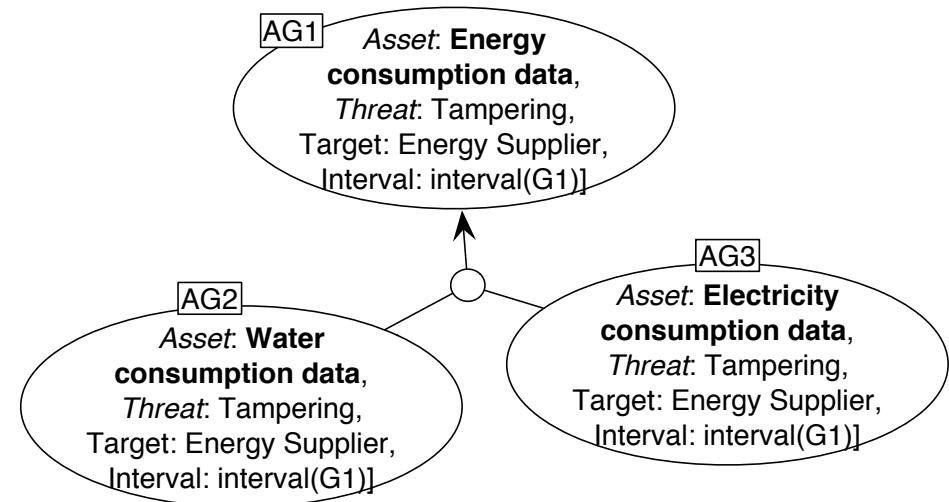 AG1
Asset: Energy
consumption data,
Threat: Tampering,
Target: Energy Supplier,
Interval: interval(G1)]
AG2
Asset: Water
consumption data,
Threat: Tampering,
Target: Energy Supplier,
Interval: interval(G1)]
AG3
Asset: Electricity
consumption data,
Threat: Tampering,
Target: Energy Supplier,
Interval: interval(G1)]